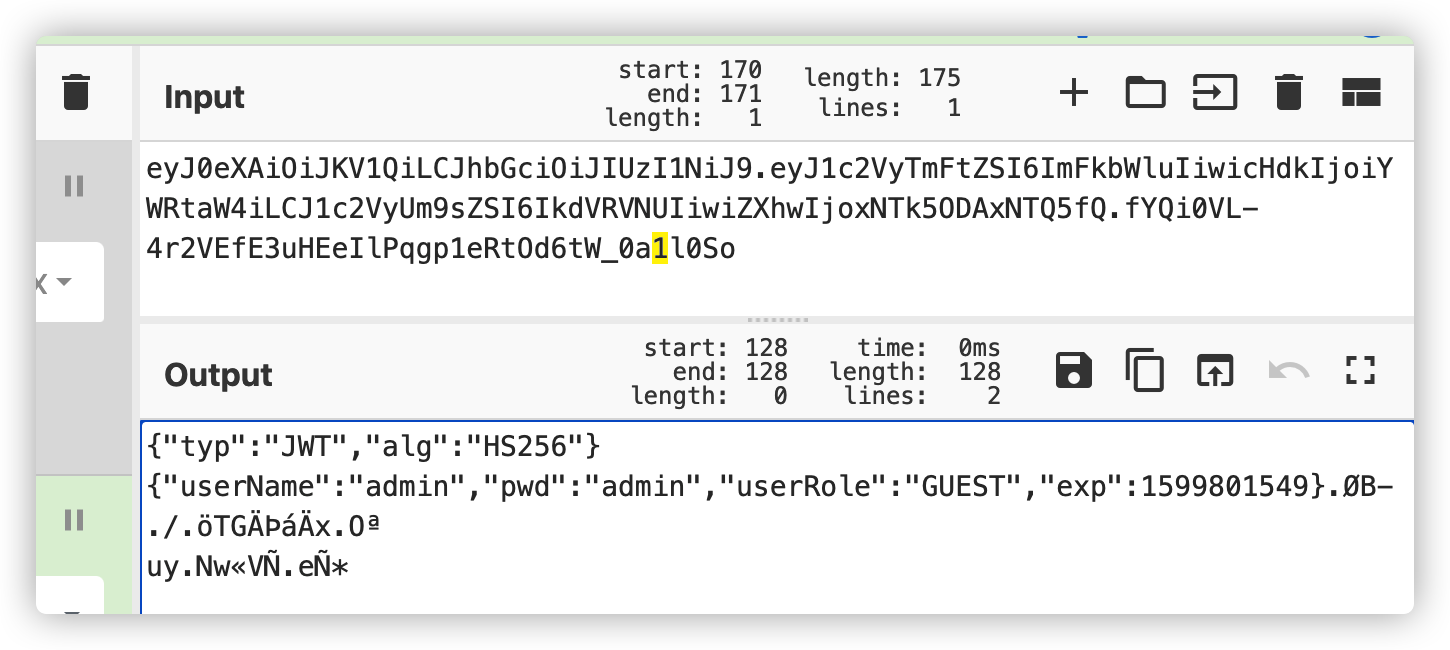 Input
start: 170
end: 171
length: 1
length: 175
lines: 1
eyJ0eXAiOiJKV1QiLCJhbGciOiJIUzI1NiJ9.eyJ1c2VyTmFtZSI6ImFkbWluIiwicHdkIjoiY
WRtaW4iLCJ1c2VyUm9sZSI6IkdVRVNUIiwiZXhwIjoxNTk5ODAxNTQ5fQ.fYQi0VL-
4r2VEfE3uHEeIlPqgp1eRtOd6tW_0a1l0So
X
Output
start: 128
end: 128
length: 0
time: 0ms
length: 128
lines: 2
{"typ":"JWT","alg":"HS256"}
{"userName":"admin","pwd":"admin","userRole":"GUEST","exp":1599801549}.ØB-
./.öTGÄÞáÄx.Oª
uy.Nw«VÑ.eÑ*